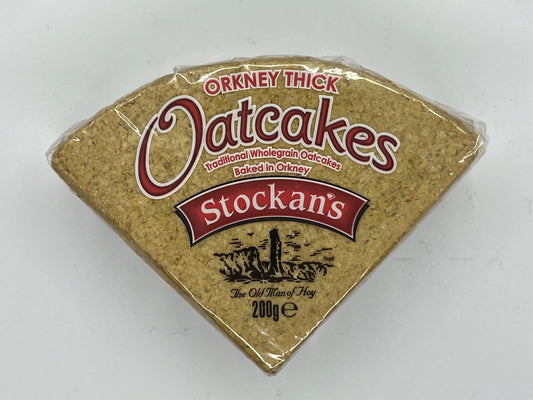 ORKNEY THICK
Oatcakes
Traditional Wholegrain Oatcakes
Baked in Orkney
Stockan's
The Old Man of Hoy
200g e